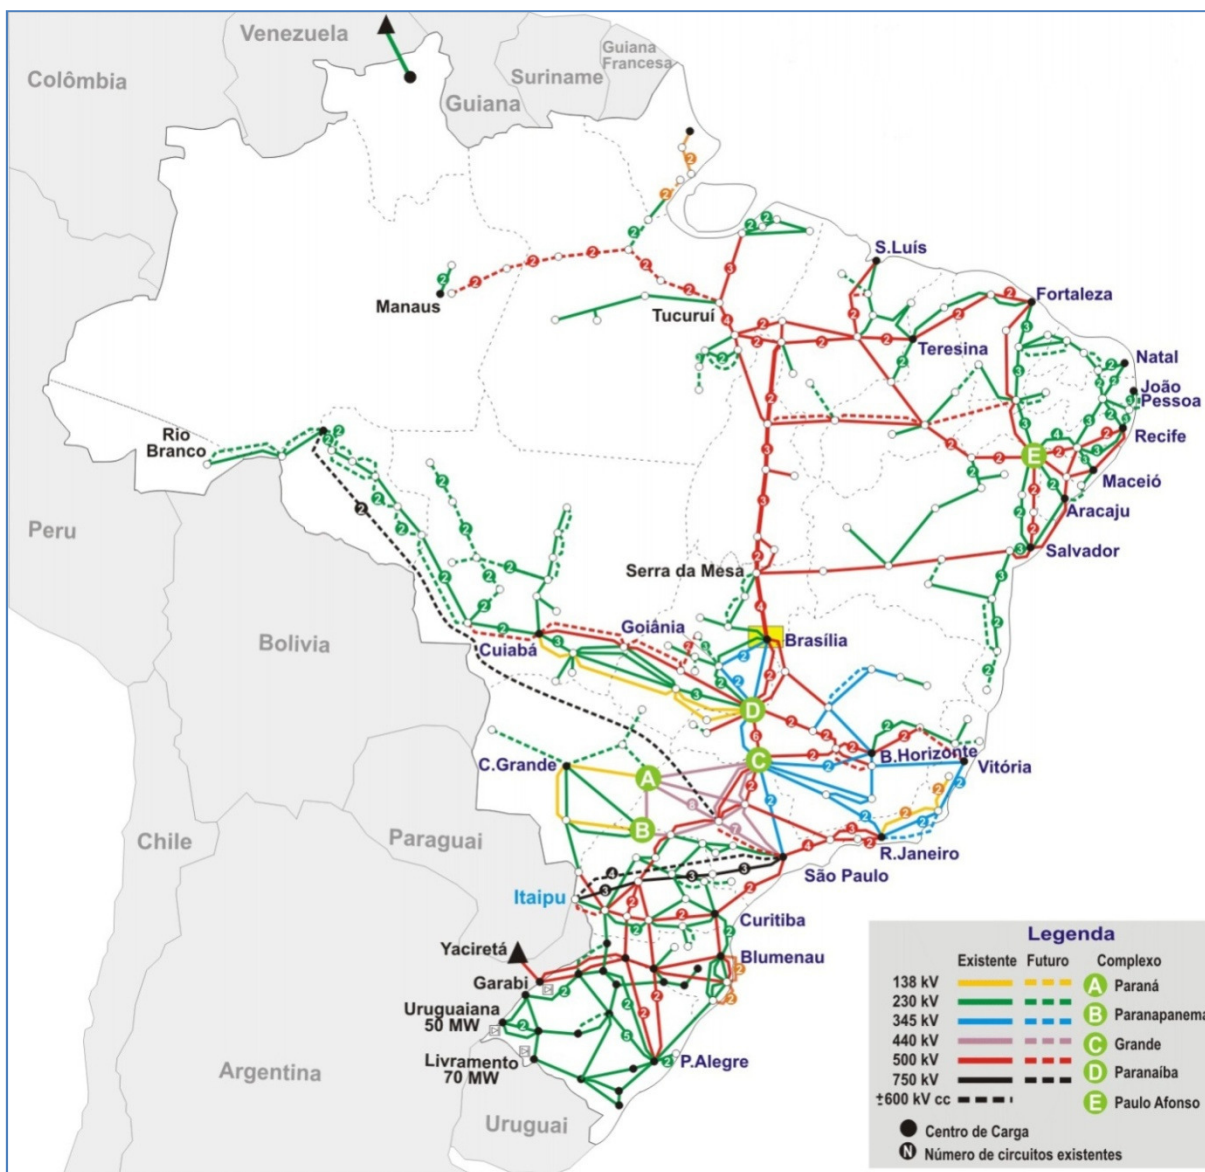 Venezuela
Colômbia
Guiana
Suriname
Guiana
Francesa
Manaus
Tucuruí
S.Luís
Fortaleza
Teresina
Natal
João
Pessoa
Recife
Maceió
Aracaju
Salvador
Rio
Branco
Peru
Bolivia
Serra da Mesa
Brasília
Goiânia
Cuiabá
C.Grande
B.Horizonte
Vitória
R.Janeiro
São Paulo
Chile
Paraguai
Itaipu
Curitiba
Blumenau
Yaciretá
Garabi
Uruguaiana
50 MW
Livramento
70 MW
P.Alegre
Argentina
Uruguai
A
B
C
D
E
Legenda
Existente Futuro Complexo
138 kV A Paraná
230 kV B Paranapanema
345 kV
440 kV C Grande
500 kV D Paranaíba
750 kV
±600 kV cc E Paulo Afonso
Centro de Carga
N Número de circuitos existentes